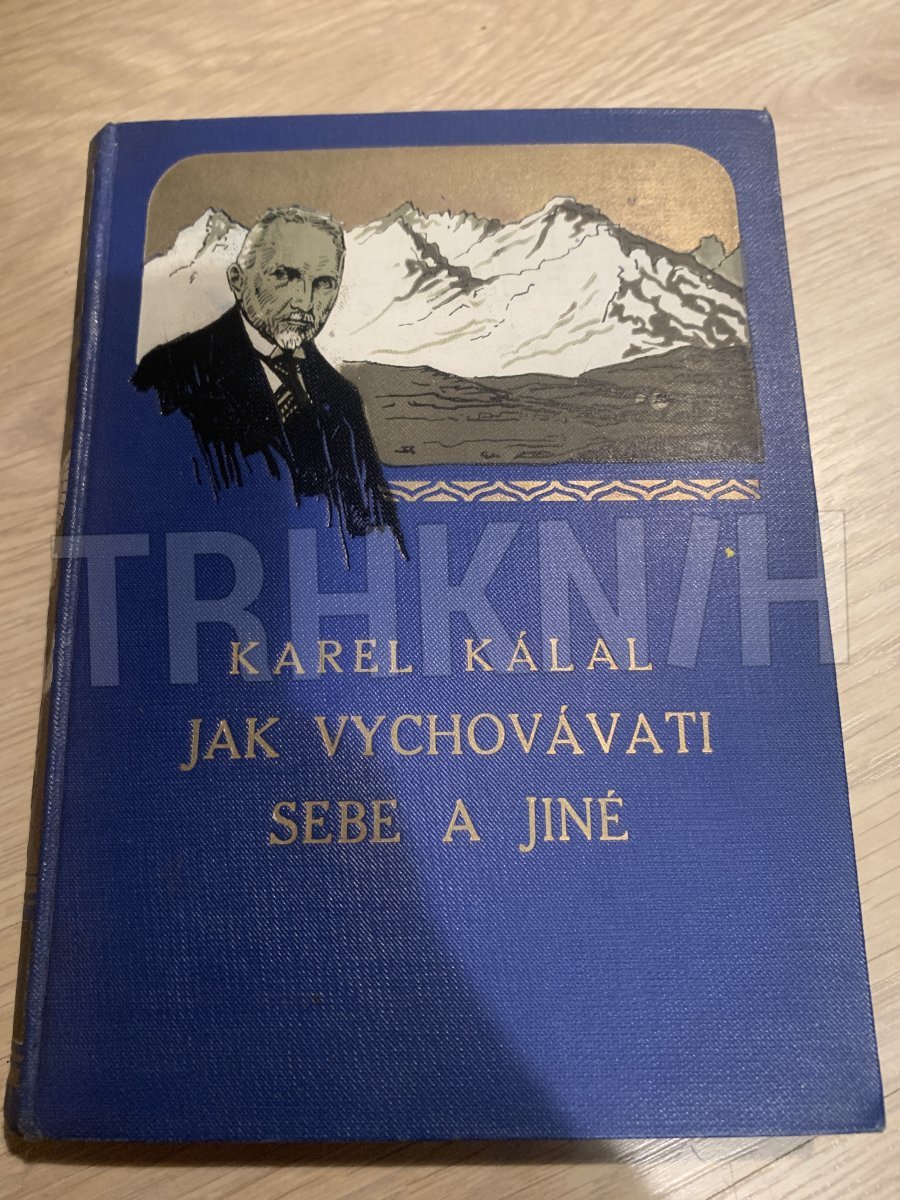 TRHKNIH
KAREL KÁLAL
JAK VYCHOVÁVATI
SEBE A JINÉ